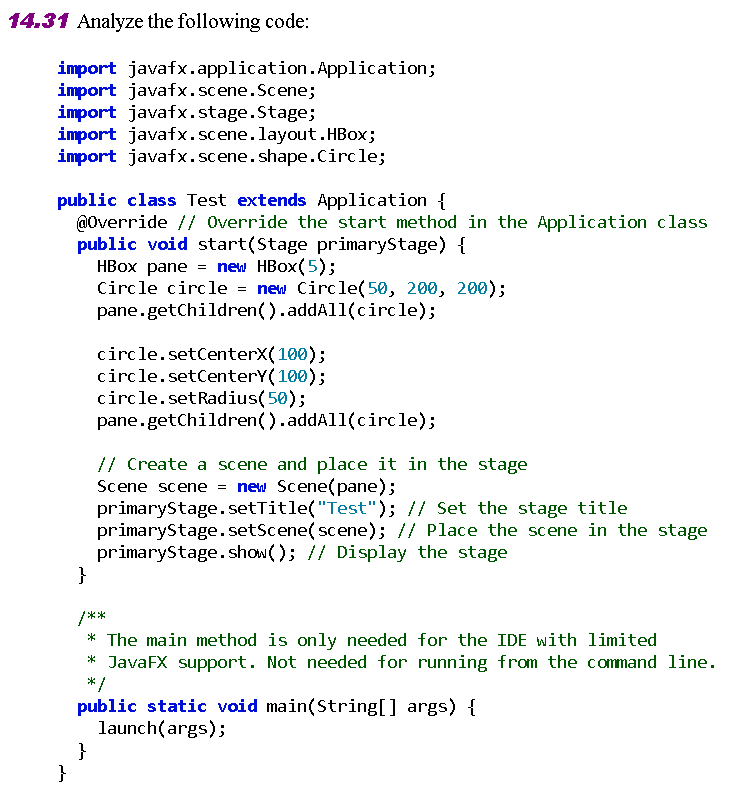 14.31 Analyze the following code:
import javafx.application.Application;
import javafx.scene.Scene;
import javafx.stage.Stage;
import javafx.scene.layout.HBox;
import javafx.scene.shape.Circle;

public class Test extends Application {
  @Override // Override the start method in the Application class
  public void start(Stage primaryStage) {
    HBox pane = new HBox(5);
    Circle circle = new Circle(50, 200, 200);
    pane.getChildren().addAll(circle);

    circle.setCenterX(100);
    circle.setCenterY(100);
    circle.setRadius(50);
    pane.getChildren().addAll(circle);

    // Create a scene and place it in the stage
    Scene scene = new Scene(pane);
    primaryStage.setTitle("Test"); // Set the stage title
    primaryStage.setScene(scene); // Place the scene in the stage
    primaryStage.show(); // Display the stage
  }

  /**
   * The main method is only needed for the IDE with limited
   * JavaFX support. Not needed for running from the command line.
   */
  public static void main(String[] args) {
    launch(args);
  }
}